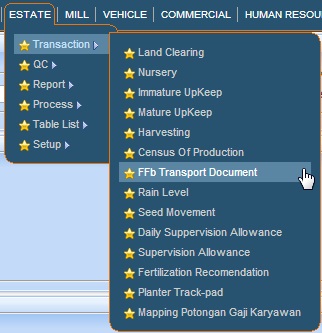 ESTATE MILL VEHICLE COMMERCIAL HUMAN RESOU
Transaction
QC
Report
Process
Table List
Setup
Land Clearing
Nursery
Immature UpKeep
Mature UpKeep
Harvesting
Census Of Production
FFb Transport Document
Rain Level
Seed Movement
Daily Suppervision Allowance
Supervision Allowance
Fertilization Recomendation
Planter Track-pad
Mapping Potongan Gaji Karyawan